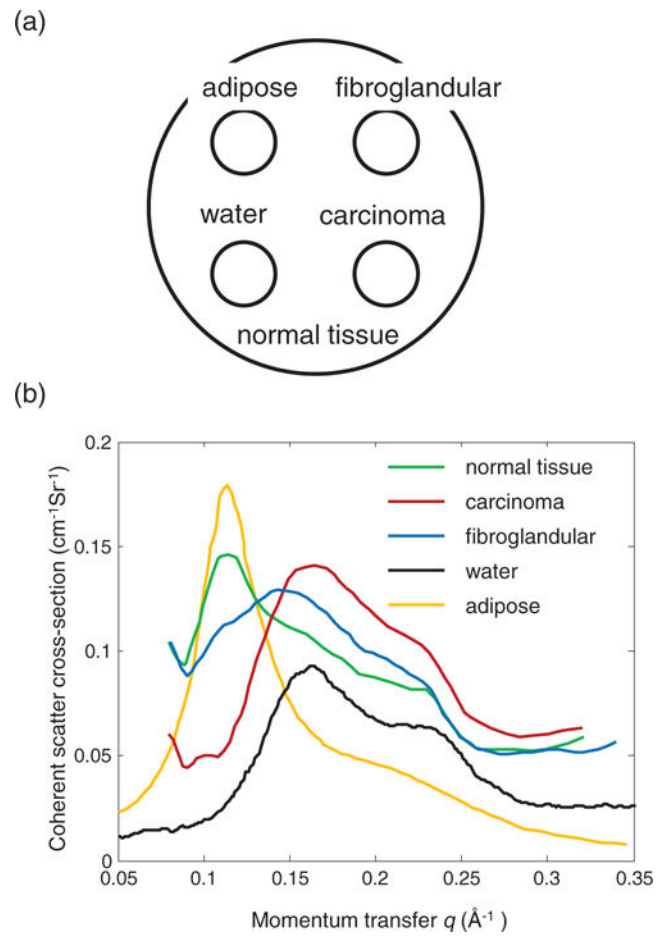 (a)
adipose fibroglandular
water carcinoma
normal tissue
(b)
0.2
0.15
0.1
0.05
0
normal tissue
carcinoma
fibroglandular
water
adipose
Coherent scatter cross-section (cm⁻¹Sr⁻¹)
0.05 0.1 0.15 0.2 0.25 0.3 0.35
Momentum transfer q (Å⁻¹ )